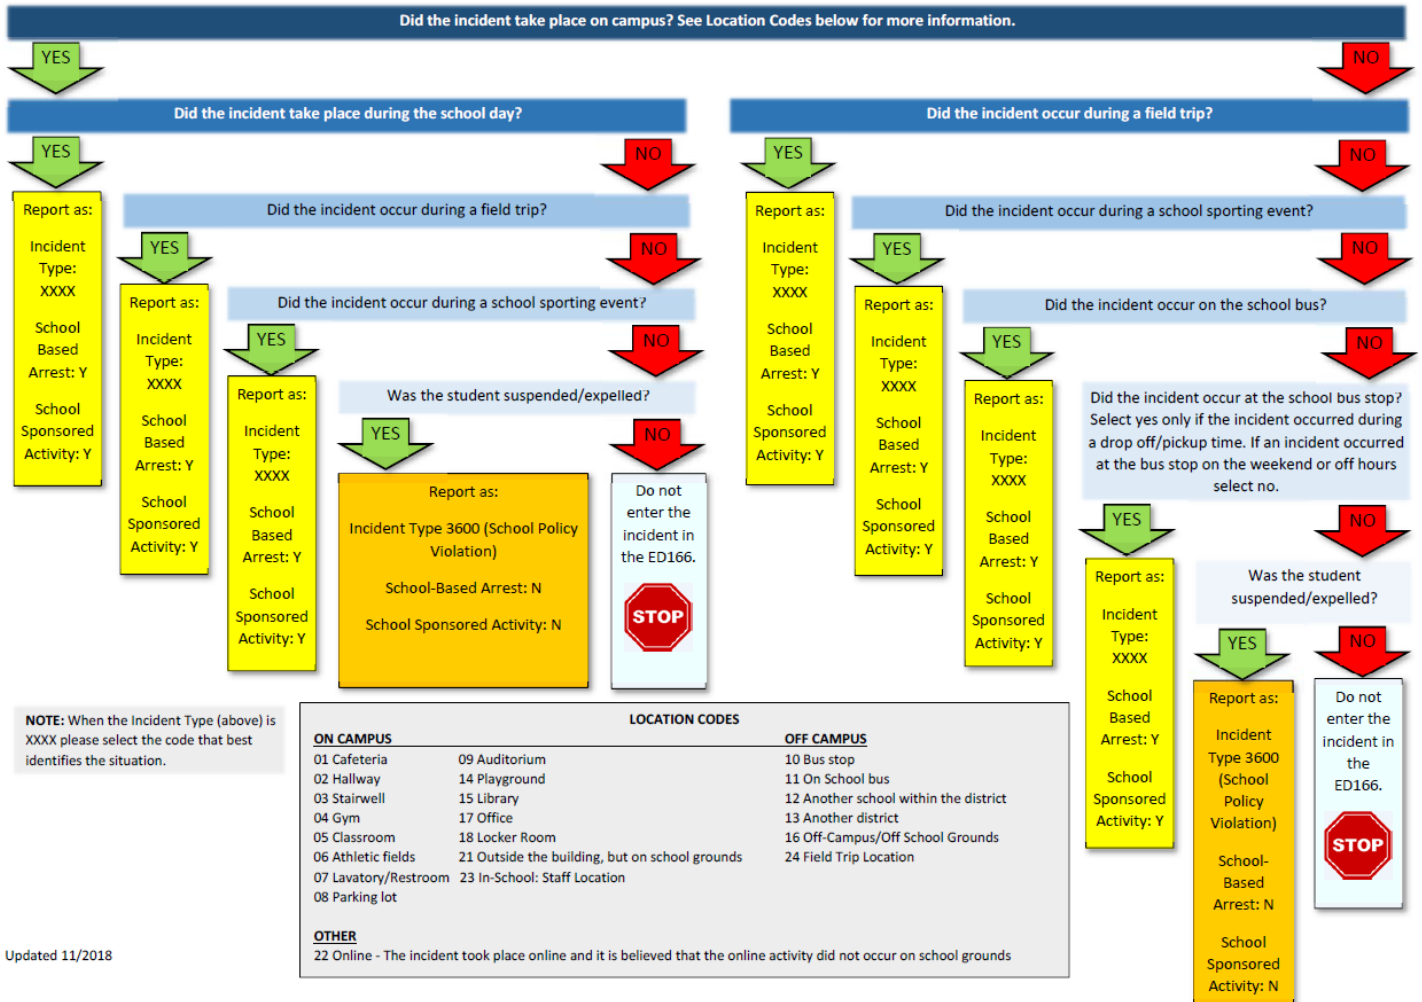 Did the incident take place on campus? See Location Codes below for more information.
YES
NO
Did the incident take place during the school day?
Did the incident occur during a field trip?
YES
NO
YES
NO
Report as:
Incident
Type:
XXXX
School
Based
Arrest: Y
School
Sponsored
Activity: Y
Did the incident occur during a field trip?
YES
NO
Report as:
Incident
Type:
XXXX
School
Based
Arrest: Y
School
Sponsored
Activity: Y
Did the incident occur during a school sporting event?
YES
NO
Report as:
Incident
Type:
XXXX
School
Based
Arrest: Y
School
Sponsored
Activity: Y
Was the student suspended/expelled?
YES
NO
Report as:
Incident Type 3600 (School Policy
Violation)
School-Based Arrest: N
School Sponsored Activity: N
Do not
enter the
incident in
the ED166.
STOP
Report as:
Incident
Type:
XXXX
School
Based
Arrest: Y
School
Sponsored
Activity: Y
Did the incident occur during a school sporting event?
YES
NO
Report as:
Incident
Type:
XXXX
School
Based
Arrest: Y
School
Sponsored
Activity: Y
Did the incident occur on the school bus?
YES
NO
Report as:
Incident
Type:
XXXX
School
Based
Arrest: Y
School
Sponsored
Activity: Y
Did the incident occur at the school bus stop?
Select yes only if the incident occurred during
a drop off/pickup time. If an incident occurred
at the bus stop on the weekend or off hours
select no.
YES
NO
Report as:
Incident
Type:
XXXX
School
Based
Arrest: Y
School
Sponsored
Activity: Y
Was the student
suspended/expelled?
YES
NO
Report as:
Incident
Type 3600
(School
Policy
Violation)
School-
Based
Arrest: N
School
Sponsored
Activity: N
Do not
enter the
incident in
the
ED166.
STOP
NOTE: When the Incident Type (above) is
XXXX please select the code that best
identifies the situation.
LOCATION CODES
ON CAMPUS
01 Cafeteria
02 Hallway
03 Stairwell
04 Gym
05 Classroom
06 Athletic fields
07 Lavatory/Restroom
08 Parking lot
09 Auditorium
14 Playground
15 Library
17 Office
18 Locker Room
21 Outside the building, but on school grounds
23 In-School: Staff Location
OFF CAMPUS
10 Bus stop
11 On School bus
12 Another school within the district
13 Another district
16 Off-Campus/Off School Grounds
24 Field Trip Location
OTHER
22 Online - The incident took place online and it is believed that the online activity did not occur on school grounds
Updated 11/2018